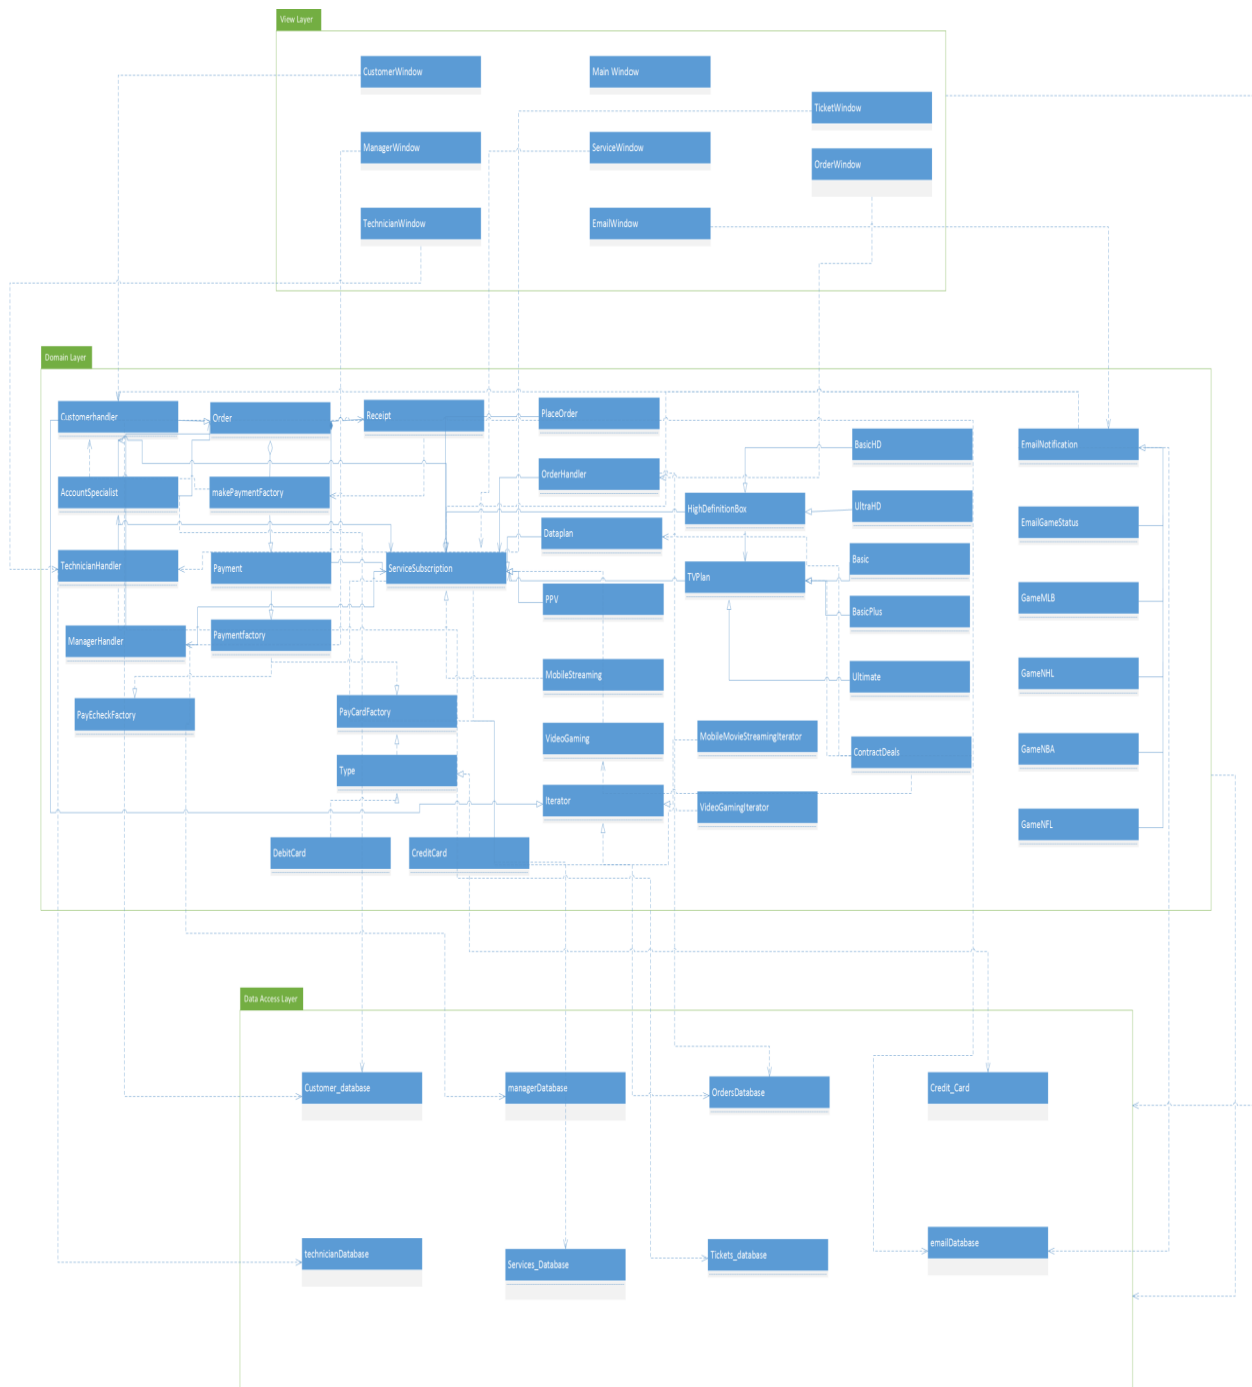 View Layer
CustomerWindow
Main Window
TicketWindow
ManagerWindow
ServiceWindow
OrderWindow
TechnicianWindow
EmailWindow
Domain Layer
Customerhandler
Order
Receipt
PlaceOrder
BasicHD
EmailNotification
AccountSpecialist
makePaymentFactory
OrderHandler
HighDefinitionBox
UltraHD
EmailGameStatus
Dataplan
TechnicianHandler
Payment
ServiceSubscription
TVPlan
Basic
PPV
BasicPlus
GameMLB
ManagerHandler
Paymentfactory
MobileStreaming
Ultimate
GameNHL
PayEcheckFactory
PayCardFactory
VideoGaming
MobileMovieStreamingIterator
ContractDeals
GameNBA
Type
Iterator
VideoGamingIterator
GameNFL
DebitCard
CreditCard
Data Access Layer
Customer_database
managerDatabase
OrdersDatabase
Credit_Card
technicianDatabase
Services_Database
Tickets_database
emailDatabase